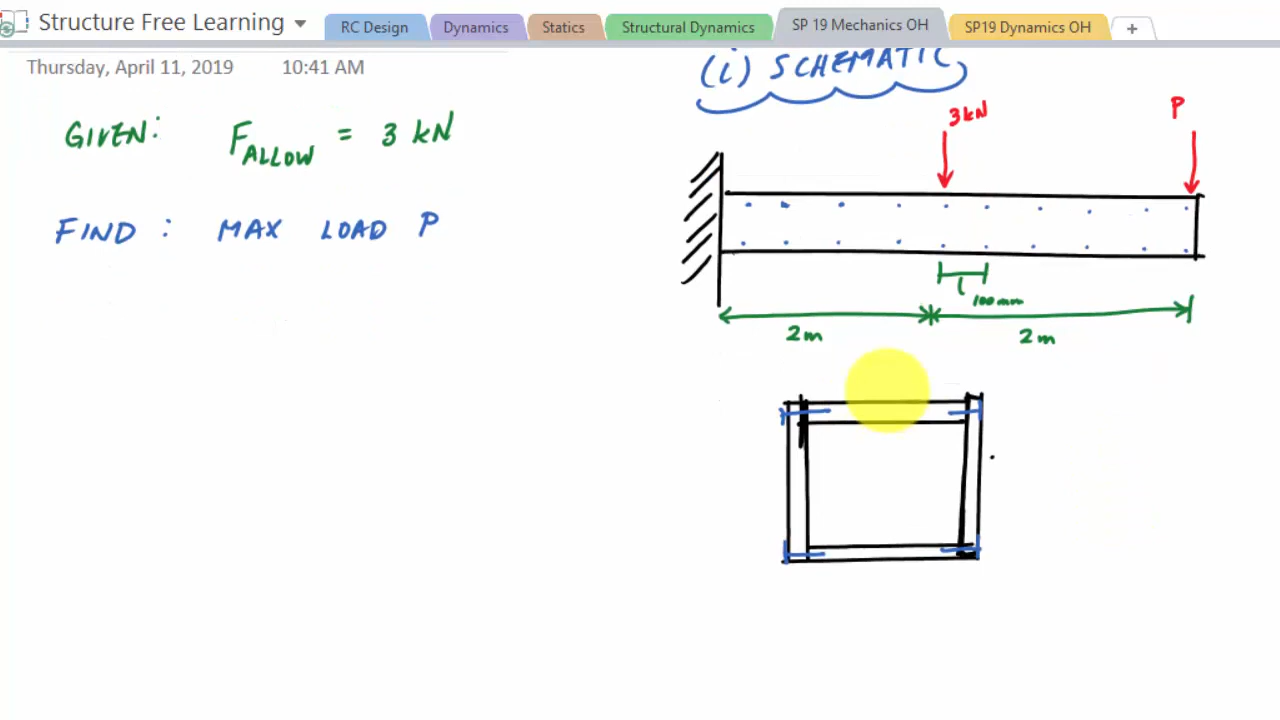 Structure Free Learning
RC Design
Dynamics
Statics
Structural Dynamics
SP 19 Mechanics OH
SP19 Dynamics OH
+
Thursday, April 11, 2019 10:41 AM
(i) SCHEMATIC
GIVEN: F_ALLOW = 3 kN
FIND: MAX LOAD P
3kN
P
100mm
2m
2m